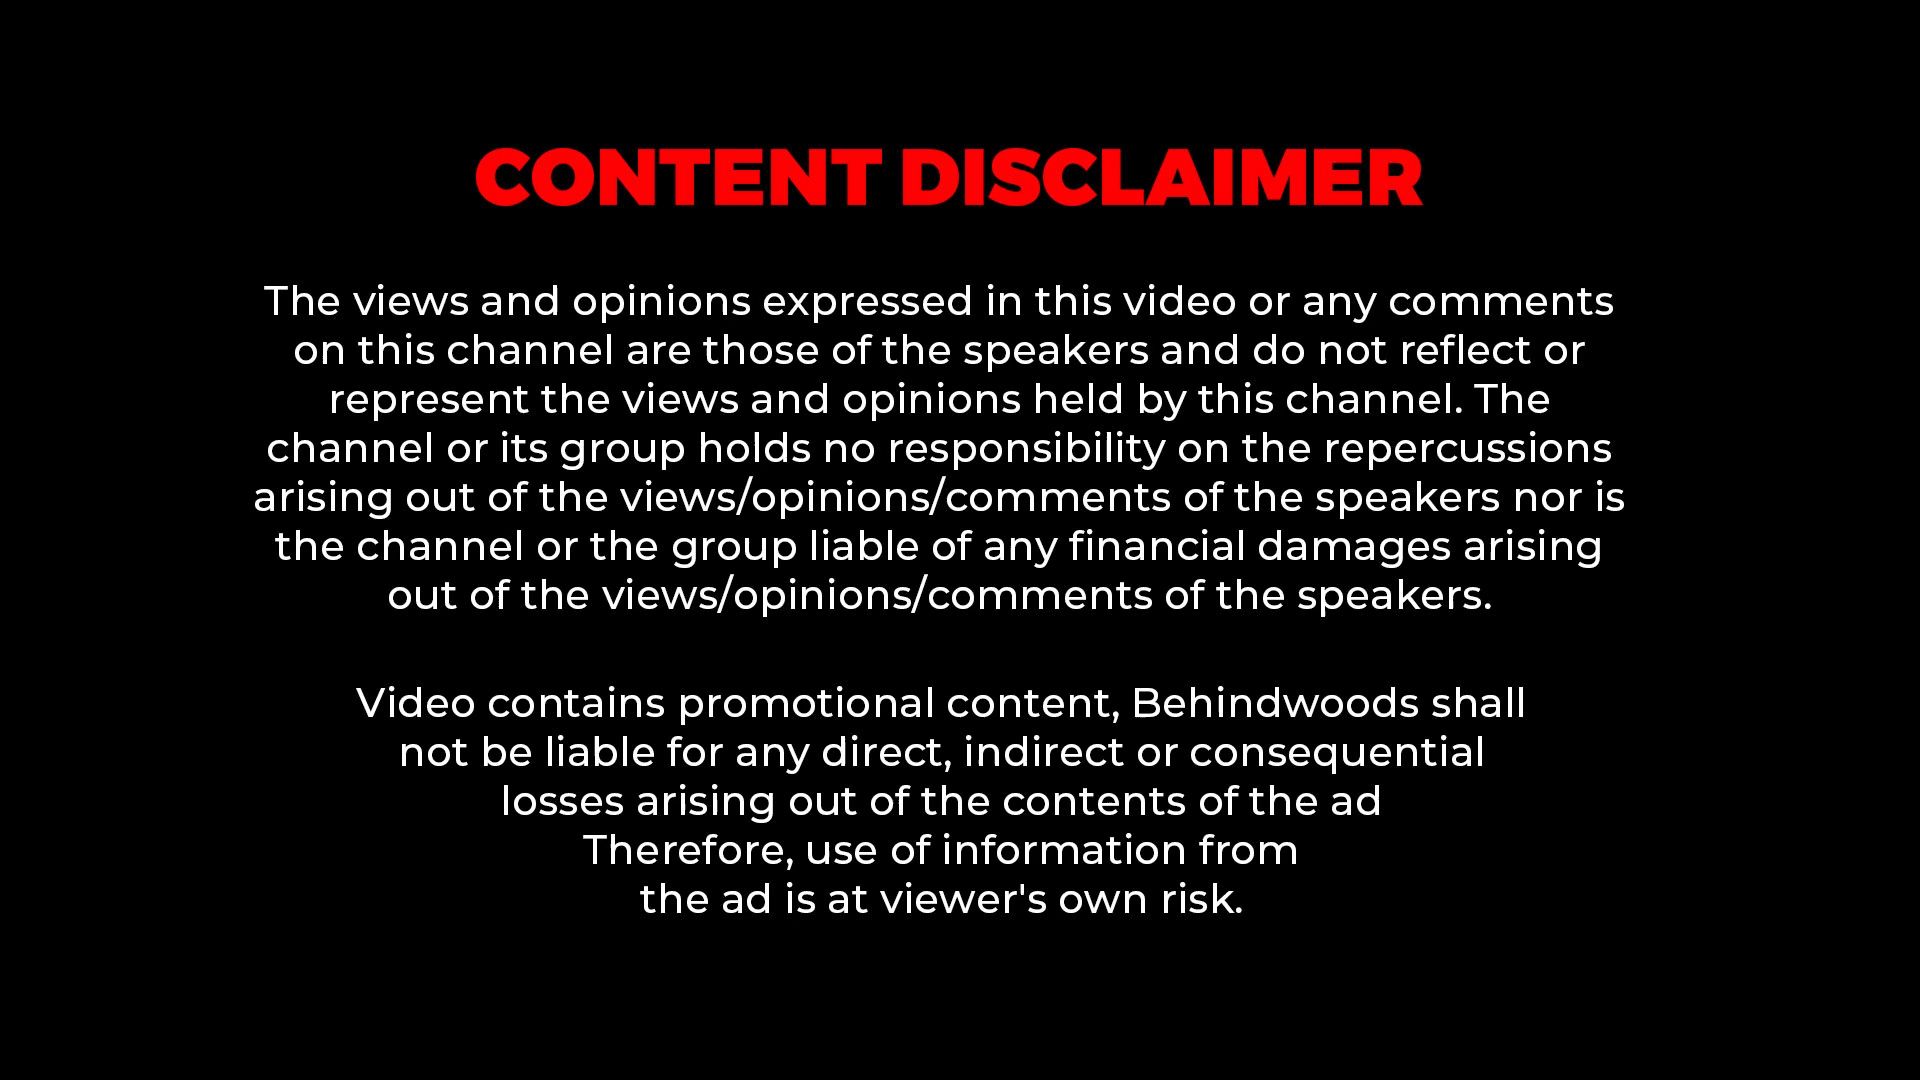 CONTENT DISCLAIMER
The views and opinions expressed in this video or any comments
on this channel are those of the speakers and do not reflect or
represent the views and opinions held by this channel. The
channel or its group holds no responsibility on the repercussions
arising out of the views/opinions/comments of the speakers nor is
the channel or the group liable of any financial damages arising
out of the views/opinions/comments of the speakers.
Video contains promotional content, Behindwoods shall
not be liable for any direct, indirect or consequential
losses arising out of the contents of the ad
Therefore, use of information from
the ad is at viewer's own risk.